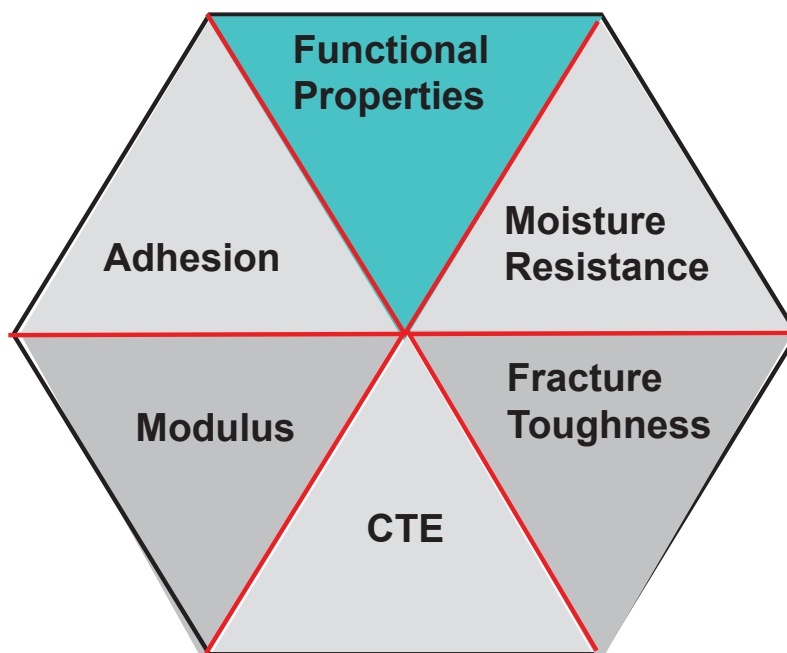 Functional
Properties
Adhesion
Moisture
Resistance
Modulus
Fracture
Toughness
CTE